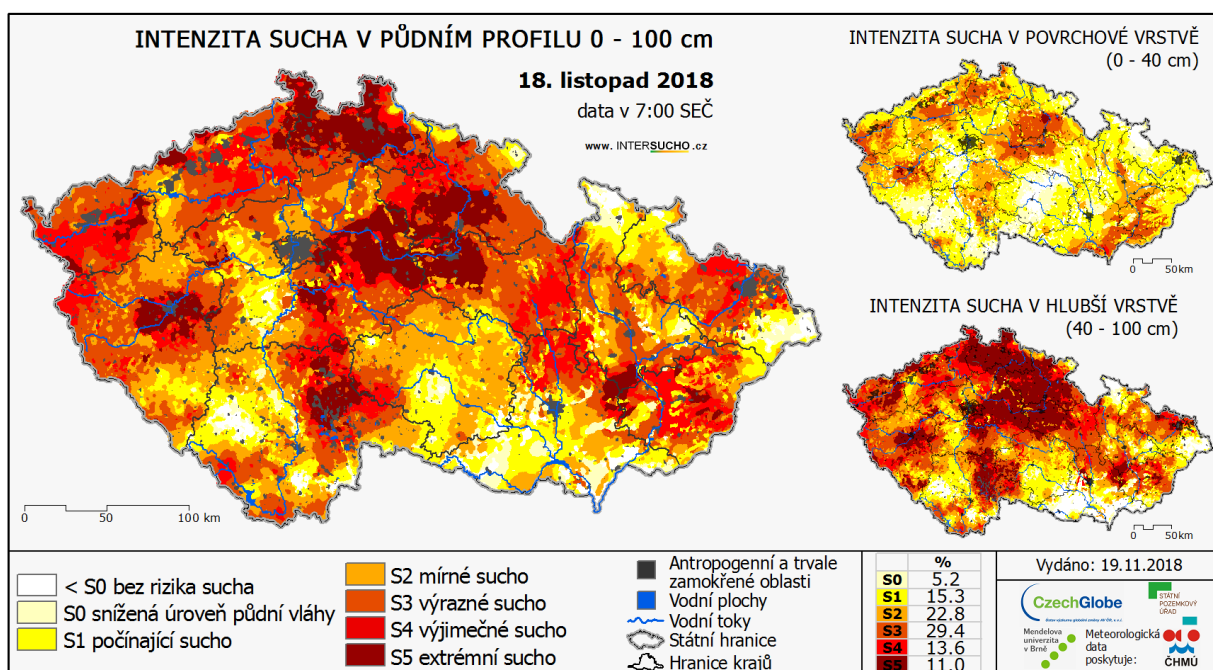 INTENZITA SUCHA V PŮDNÍM PROFILU 0 - 100 cm
18. listopad 2018
data v 7:00 SEČ
www. INTERSUCHO.cz
0 50 100 km
INTENZITA SUCHA V POVRCHOVÉ VRSTVĚ
(0 - 40 cm)
0 50km
INTENZITA SUCHA V HLUBŠÍ VRSTVĚ
(40 - 100 cm)
0 50km
< S0 bez rizika sucha
S0 snížená úroveň půdní vláhy
S1 počínající sucho
S2 mírné sucho
S3 výrazné sucho
S4 výjimečné sucho
S5 extrémní sucho
Antropogenní a trvale
zamokřené oblasti
Vodní plochy
Vodní toky
Státní hranice
Hranice krajů
%
S0 5.2
S1 15.3
S2 22.8
S3 29.4
S4 13.6
S5 11.0
Vydáno: 19.11.2018
CzechGlobe
STÁTNÍ
POZEMKOVÝ
ÚŘAD
Mendelova
univerzita
v Brně
Meteorologická
data
poskytuje:
ČHMÚ